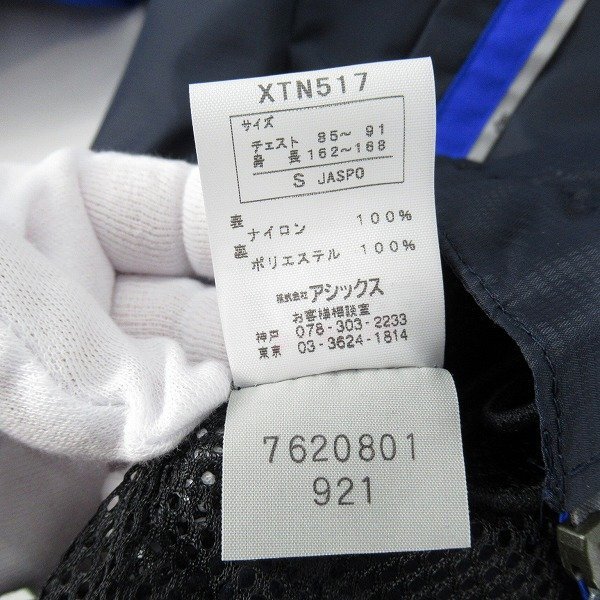 XTN517
サイズ
チェスト 85〜 91
身 長 162〜168
S JASPO
表
ナイロン 100%
裏
ポリエステル 100%
株式会社アシックス
お客様相談室
神戸 078-303-2233
東京 03-3624-1814
7620801
921